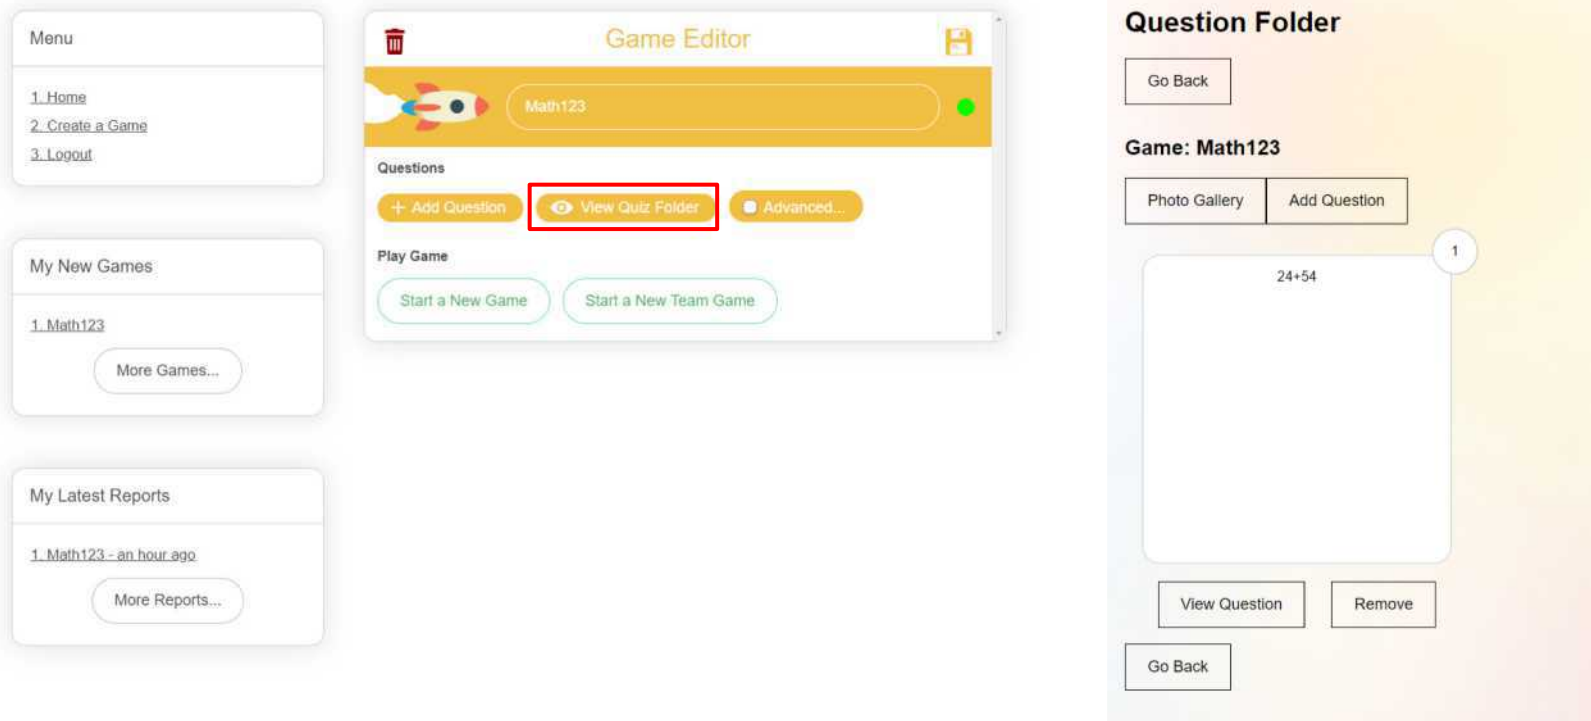 Menu
1. Home
2. Create a Game
3. Logout
My New Games
1. Math123
More Games...
My Latest Reports
1. Math123 - an hour ago
More Reports...
Game Editor
Math123
Questions
+ Add Question
View Quiz Folder
Advanced...
Play Game
Start a New Game
Start a New Team Game
Question Folder
Go Back
Game: Math123
Photo Gallery
Add Question
1
24+54
View Question
Remove
Go Back